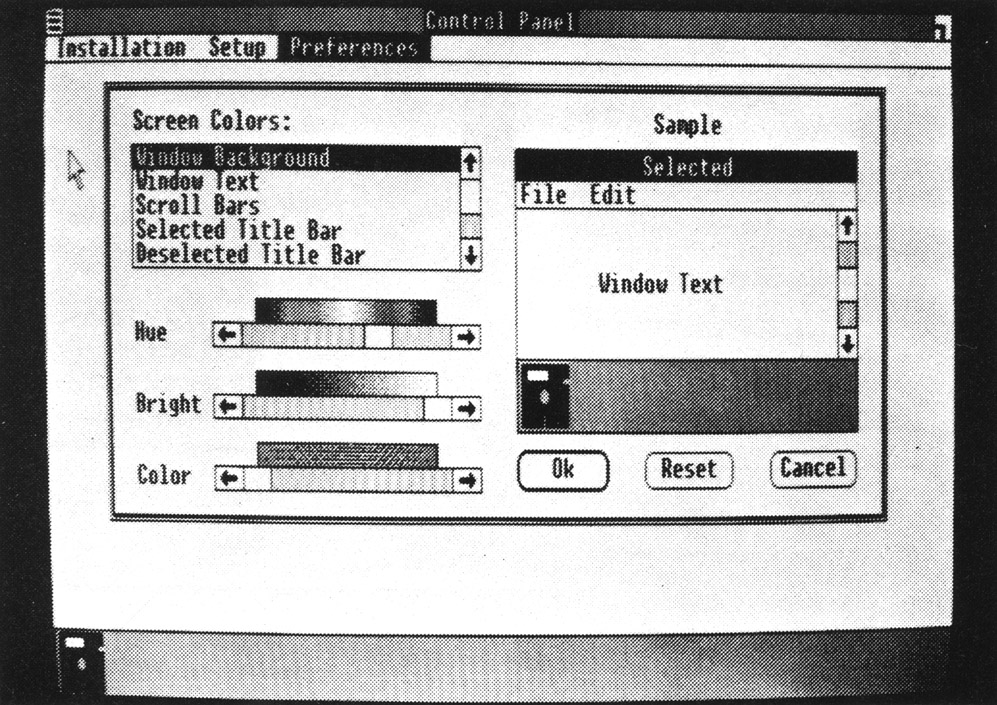 Control Panel
Installation Setup Preferences
Screen Colors:
Window Background
Window Text
Scroll Bars
Selected Title Bar
Deselected Title Bar
Hue
Bright
Color
Sample
Selected
File Edit
Window Text
Ok Reset Cancel